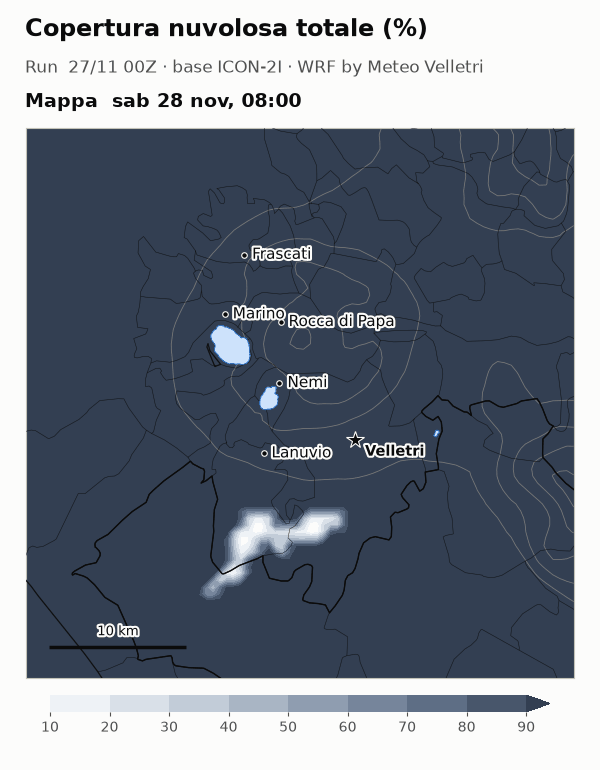 Copertura nuvolosa totale (%)
Run 27/11 00Z · base ICON-2I · WRF by Meteo Velletri
Mappa sab 28 nov, 08:00
Frascati
Marino
Rocca di Papa
Nemi
Velletri
Lanuvio
10 km
10 20 30 40 50 60 70 80 90